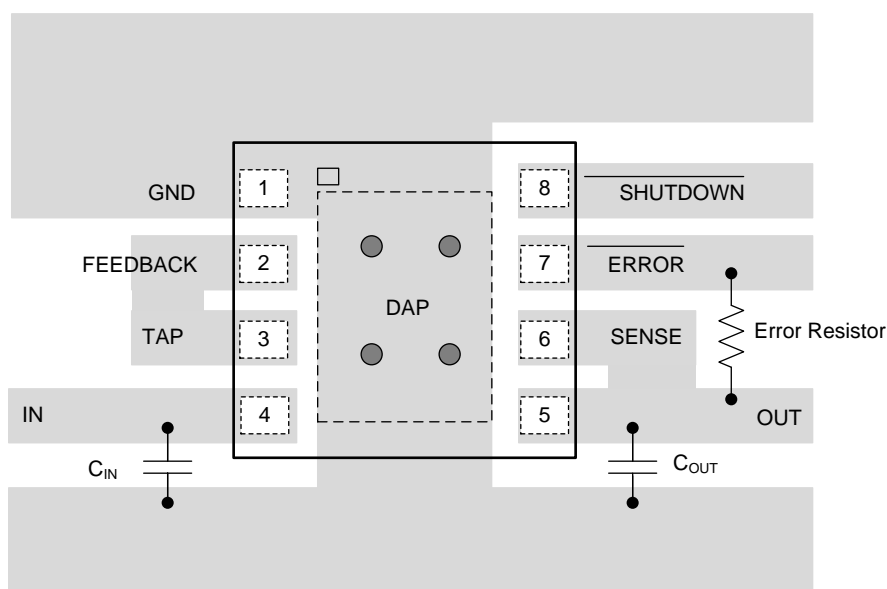 GND 1 8 SHUTDOWN
FEEDBACK 2 7 ERROR
DAP
TAP 3 6 SENSE Error Resistor
IN 4 5 OUT
CIN COUT